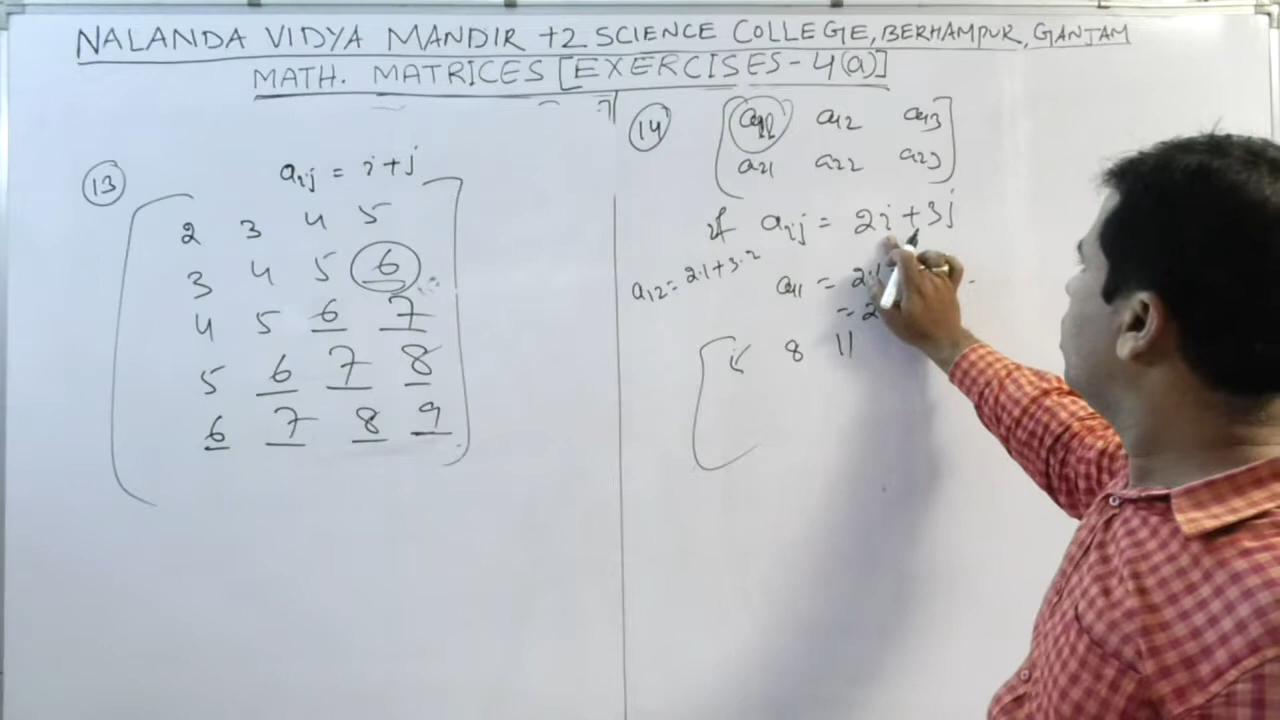 NALANDA VIDYA MANDIR +2 SCIENCE COLLEGE, BERHAMPUR, GANJAM
MATH. MATRICES [EXERCISES-4(a)]
13
aij = i+j
2 3 4 5
3 4 5 6
4 5 6 7
5 6 7 8
6 7 8 9
14
a12 a13
a21 a22 a23
if aij = 2i+3j
a12=2.1+3.2
a11 = 2.1
= 2
5 8 11